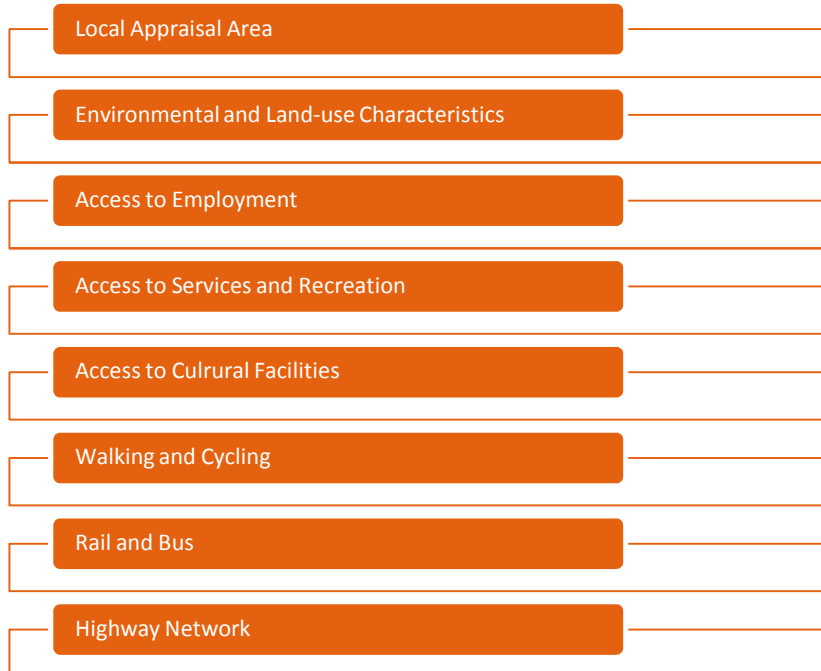 Local Appraisal Area
Environmental and Land-use Characteristics
Access to Employment
Access to Services and Recreation
Access to Culrural Facilities
Walking and Cycling
Rail and Bus
Highway Network